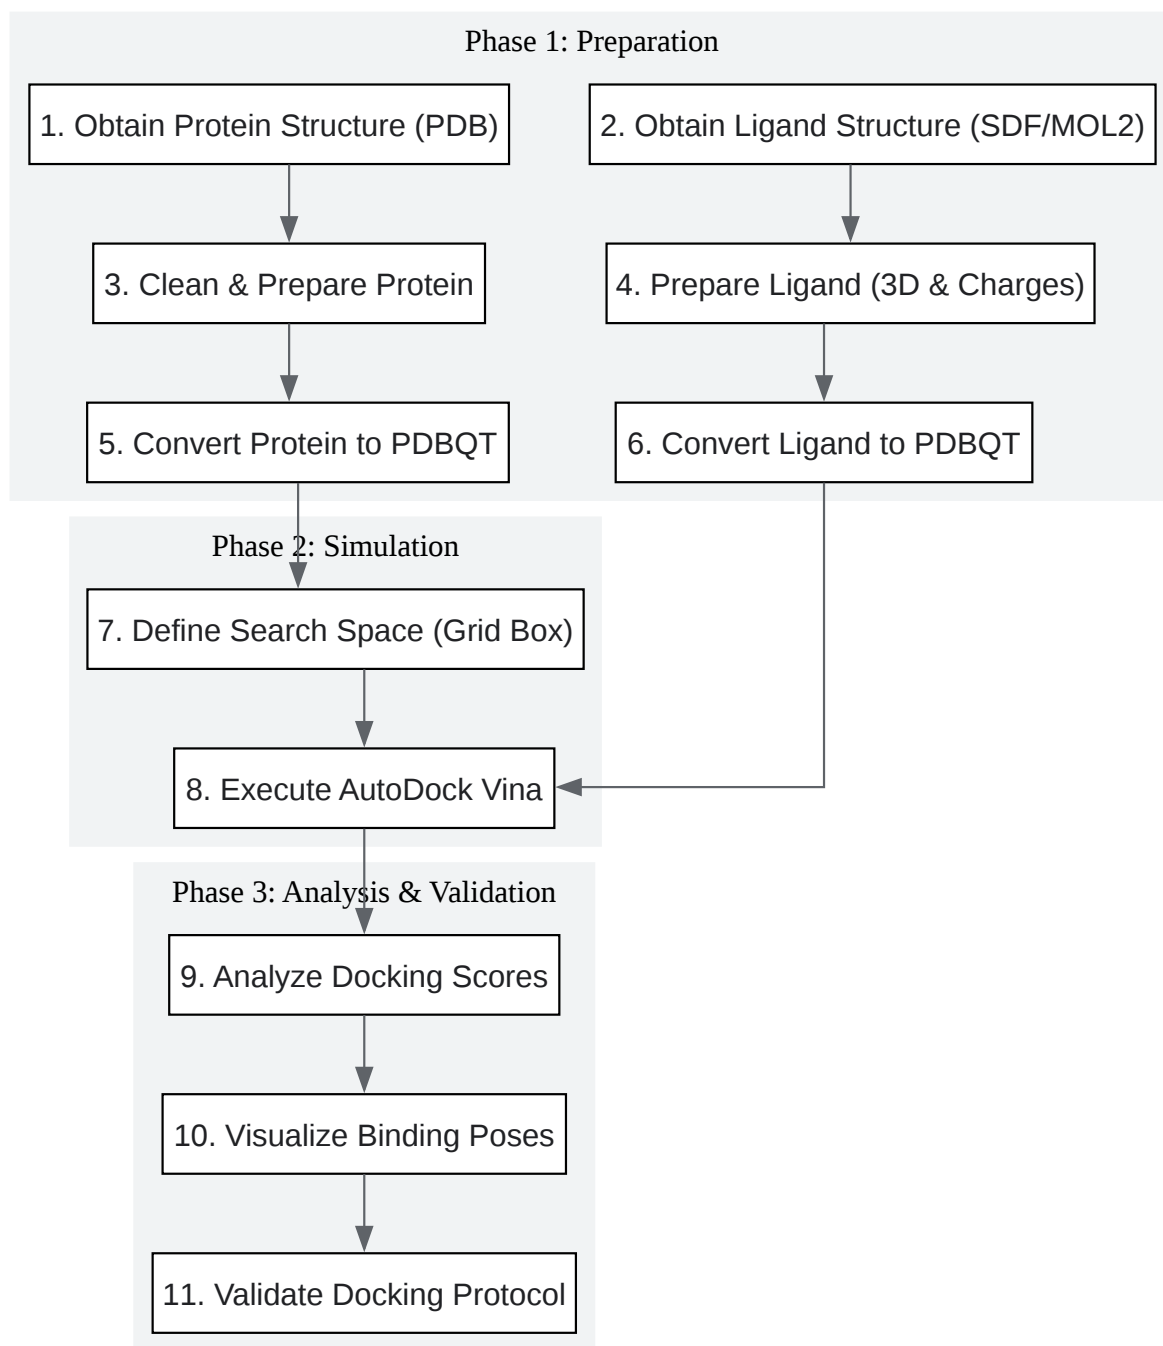 Phase 1: Preparation
1. Obtain Protein Structure (PDB)
2. Obtain Ligand Structure (SDF/MOL2)
3. Clean & Prepare Protein
4. Prepare Ligand (3D & Charges)
5. Convert Protein to PDBQT
6. Convert Ligand to PDBQT
Phase 2: Simulation
7. Define Search Space (Grid Box)
8. Execute AutoDock Vina
Phase 3: Analysis & Validation
9. Analyze Docking Scores
10. Visualize Binding Poses
11. Validate Docking Protocol